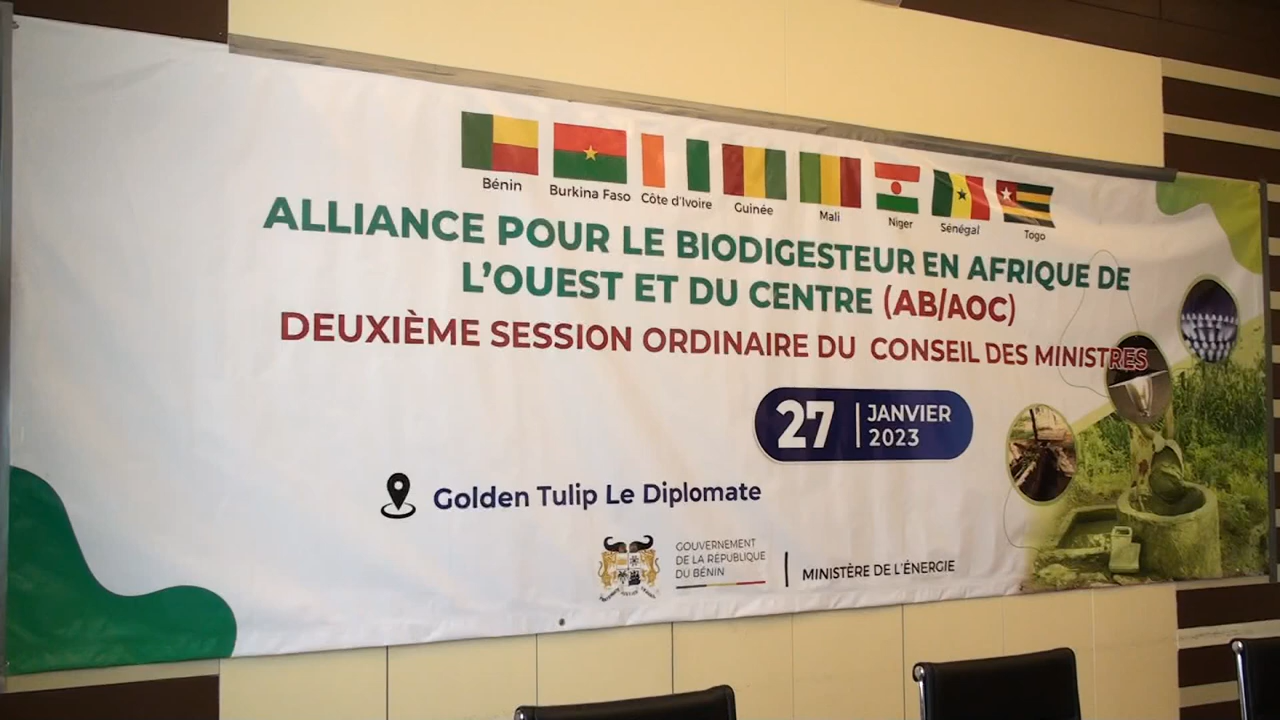 Bénin Burkina Faso Côte d'Ivoire Guinée Mali Niger Sénégal Togo
ALLIANCE POUR LE BIODIGESTEUR EN AFRIQUE DE
L'OUEST ET DU CENTRE (AB/AOC)
DEUXIÈME SESSION ORDINAIRE DU CONSEIL DES MINISTRES
27 JANVIER
2023
Golden Tulip Le Diplomate
GOUVERNEMENT
DE LA RÉPUBLIQUE
DU BÉNIN
MINISTÈRE DE L'ÉNERGIE